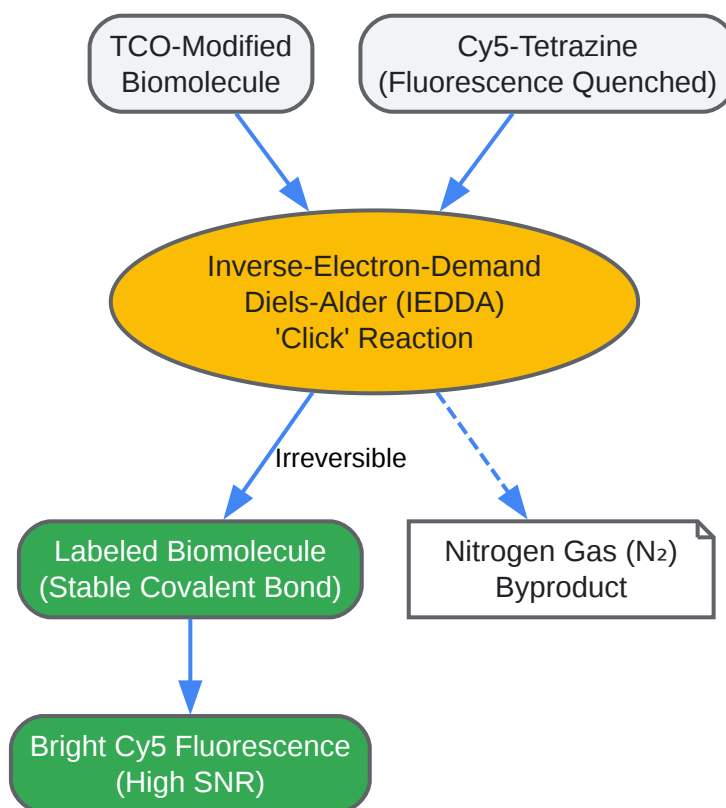 TCO-Modified
Biomolecule
Cy5-Tetrazine
(Fluorescence Quenched)
Inverse-Electron-Demand
Diels-Alder (IEDDA)
'Click' Reaction
Irreversible
Labeled Biomolecule
(Stable Covalent Bond)
Nitrogen Gas (N₂)
Byproduct
Bright Cy5 Fluorescence
(High SNR)